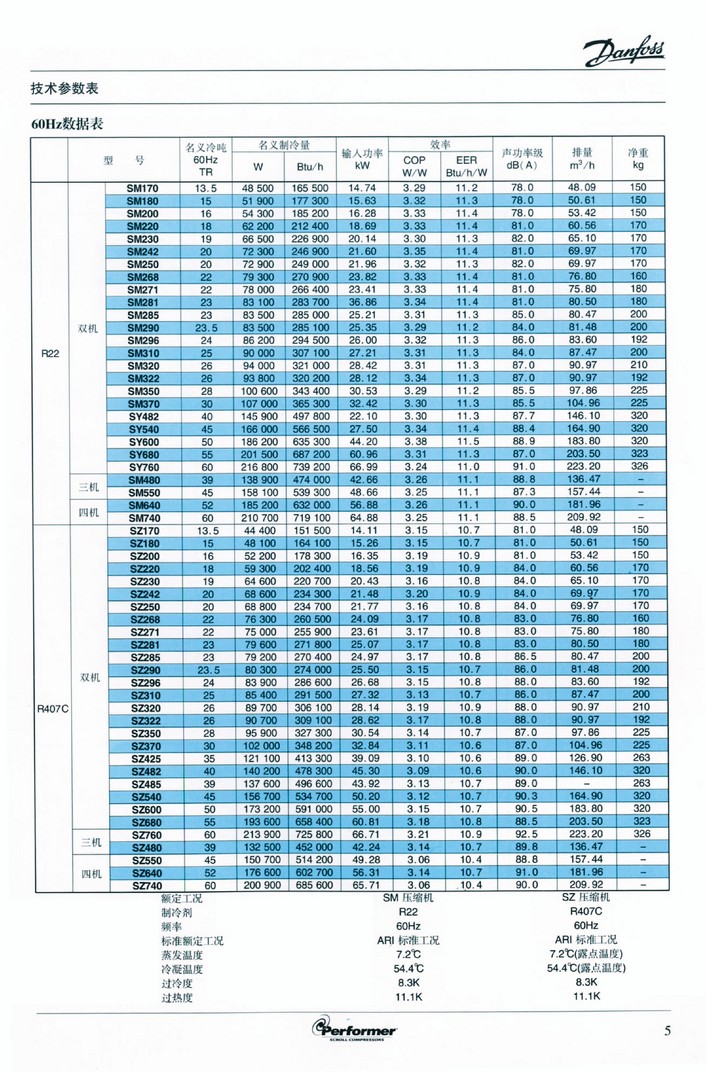 Danfoss
技术参数表
60Hz数据表
型 号 名义冷吨 60Hz TR 名义制冷量 W Btu/h 输入功率 kW 效率 COP W/W EER Btu/h/W 声功率级 dB(A) 排量 m³/h 净重 kg
R22
双机
SM170 13.5 48 500 165 500 14.74 3.29 11.2 78.0 48.09 150
SM180 15 51 900 177 300 15.63 3.32 11.3 78.0 50.61 150
SM200 16 54 300 185 200 16.28 3.33 11.4 78.0 53.42 150
SM220 18 62 200 212 400 18.69 3.33 11.4 81.0 60.56 170
SM230 19 66 500 226 900 20.14 3.30 11.3 82.0 65.10 170
SM242 20 72 300 246 900 21.60 3.35 11.4 81.0 69.97 170
SM250 20 72 900 249 000 21.96 3.32 11.3 82.0 69.97 170
SM268 22 79 300 270 900 23.82 3.33 11.4 81.0 76.80 160
SM271 22 78 000 266 400 23.41 3.33 11.4 81.0 75.80 180
SM281 23 83 100 283 700 36.86 3.34 11.4 81.0 80.50 180
SM285 23 83 500 285 000 25.21 3.31 11.3 85.0 80.47 200
SM290 23.5 83 500 285 100 25.35 3.29 11.2 84.0 81.48 200
SM296 24 86 200 294 500 26.00 3.32 11.3 86.0 83.60 192
SM310 25 90 000 307 100 27.21 3.31 11.3 84.0 87.47 200
SM320 26 94 000 321 000 28.42 3.31 11.3 87.0 90.97 210
SM322 26 93 800 320 200 28.12 3.34 11.3 87.0 90.97 192
SM350 28 100 600 343 400 30.53 3.29 11.2 85.5 97.86 225
SM370 30 107 000 365 300 32.42 3.30 11.3 85.5 104.96 225
SY482 40 145 900 497 800 22.10 3.30 11.3 87.7 146.10 320
SY540 45 166 000 566 500 27.50 3.34 11.4 88.4 164.90 320
SY600 50 186 200 635 300 44.20 3.38 11.5 88.9 183.80 320
SY680 55 201 500 687 200 60.96 3.31 11.3 87.0 203.50 323
SY760 60 216 800 739 200 66.99 3.24 11.0 91.0 223.20 326
三机
SM480 39 138 900 474 000 42.66 3.26 11.1 88.8 136.47 –
SM550 45 158 100 539 300 48.66 3.25 11.1 87.3 157.44 –
四机
SM640 52 185 200 632 000 56.88 3.26 11.1 90.0 181.96 –
SM740 60 210 700 719 100 64.88 3.25 11.1 88.5 209.92 –
R407C
双机
SZ170 13.5 44 400 151 500 14.11 3.15 10.7 81.0 48.09 150
SZ180 15 48 100 164 100 15.26 3.15 10.7 81.0 50.61 150
SZ200 16 52 200 178 300 16.35 3.19 10.9 81.0 53.42 150
SZ220 18 59 300 202 400 18.56 3.19 10.9 84.0 60.56 170
SZ230 19 64 600 220 700 20.43 3.16 10.8 84.0 65.10 170
SZ242 20 68 600 234 300 21.48 3.20 10.9 84.0 69.97 170
SZ250 20 68 800 234 700 21.77 3.16 10.8 84.0 69.97 170
SZ268 22 76 300 260 500 24.09 3.17 10.8 83.0 76.80 160
SZ271 22 75 000 255 900 23.61 3.17 10.8 83.0 75.80 180
SZ281 23 79 600 271 800 25.07 3.17 10.8 83.0 80.50 180
SZ285 23 79 200 270 400 24.97 3.17 10.8 86.5 80.47 200
SZ290 23.5 80 300 274 000 25.50 3.15 10.7 86.0 81.48 200
SZ296 24 83 900 286 600 26.68 3.15 10.8 88.0 83.60 192
SZ310 25 85 400 291 500 27.32 3.13 10.7 86.0 87.47 200
SZ320 26 89 700 306 100 28.14 3.19 10.9 88.0 90.97 210
SZ322 26 90 700 309 100 28.62 3.17 10.8 88.0 90.97 192
SZ350 28 95 900 327 300 30.54 3.14 10.7 87.0 97.86 225
SZ370 30 102 000 348 200 32.84 3.11 10.6 87.0 104.96 225
SZ425 35 121 100 413 300 39.09 3.10 10.6 89.0 126.90 263
SZ482 40 140 200 478 300 45.30 3.09 10.6 90.0 146.10 320
SZ485 39 137 600 496 600 43.92 3.13 10.7 89.0 – 263
SZ540 45 156 700 534 700 50.20 3.12 10.7 90.3 164.90 320
SZ600 50 173 200 591 000 55.00 3.15 10.7 90.5 183.80 320
SZ680 55 193 600 658 400 60.81 3.18 10.8 88.5 203.50 323
SZ760 60 213 900 725 800 66.71 3.21 10.9 92.5 223.20 326
三机
SZ480 39 132 500 452 000 42.24 3.14 10.7 89.8 136.47 –
四机
SZ550 45 150 700 514 200 49.28 3.06 10.4 88.8 157.44 –
SZ640 52 176 600 602 700 56.31 3.14 10.7 91.0 181.96 –
SZ740 60 200 900 685 600 65.71 3.06 10.4 90.0 209.92 –
额定工况 SM 压缩机 SZ 压缩机
制冷剂 R22 R407C
频率 60Hz 60Hz
标准额定工况 ARI 标准工况 ARI 标准工况
蒸发温度 7.2℃ 7.2℃(露点温度)
冷凝温度 54.4℃ 54.4℃(露点温度)
过冷度 8.3K 8.3K
过热度 11.1K 11.1K
Performer
SCROLL COMPRESSORS
5